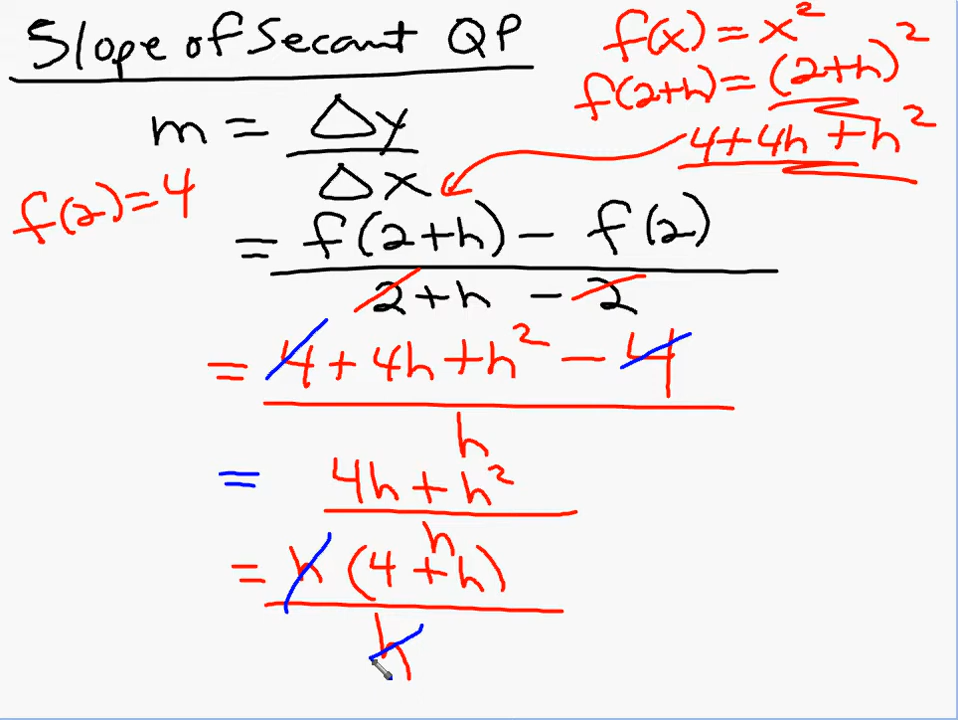 Slope of Secant QP
f(x) = x²
f(2+h) = (2+h)²
4+4h+h²
m = Δy
Δx
f(2)=4
= f(2+h) − f(2)
2+h − 2
= 4 + 4h + h² − 4
h
= 4h + h²
h
= h (4 + h)
h